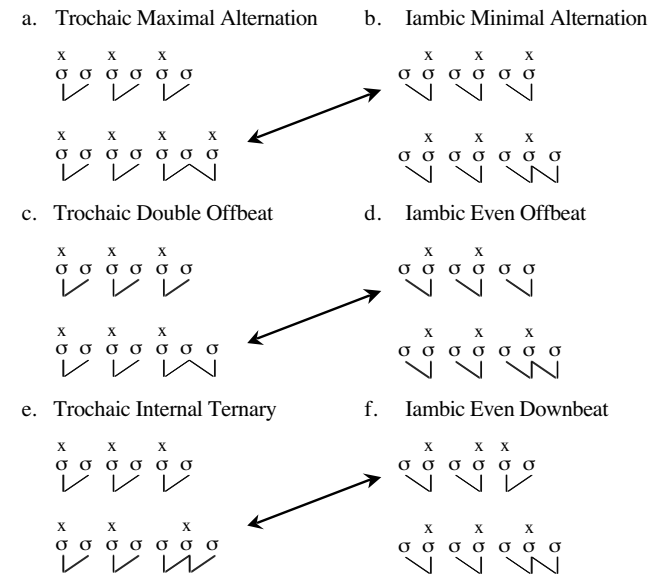 a. Trochaic Maximal Alternation b. Iambic Minimal Alternation
x x x x x x
σ σ σ σ σ σ σ σ σ σ σ σ
x x x x x x x
σ σ σ σ σ σ σ σ σ σ σ σ σ σ
c. Trochaic Double Offbeat d. Iambic Even Offbeat
x x x x x
σ σ σ σ σ σ σ σ σ σ σ σ
x x x x x x
σ σ σ σ σ σ σ σ σ σ σ σ σ σ
e. Trochaic Internal Ternary f. Iambic Even Downbeat
x x x x x x
σ σ σ σ σ σ σ σ σ σ σ σ
x x x x x x
σ σ σ σ σ σ σ σ σ σ σ σ σ σ